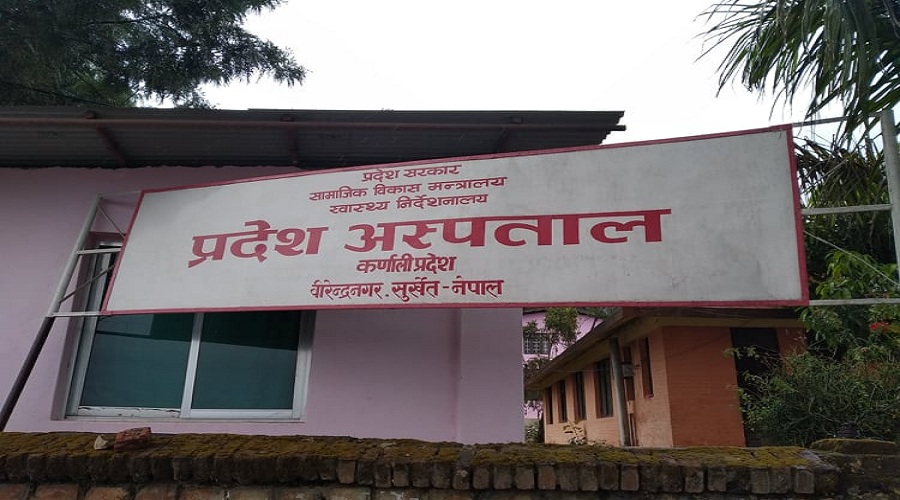 प्रदेश सरकार
सामाजिक विकास मन्त्रालय
स्वास्थ्य निर्देशनालय
प्रदेश अस्पताल
कर्णाली प्रदेश
वीरेन्द्रनगर, सुर्खेत - नेपाल